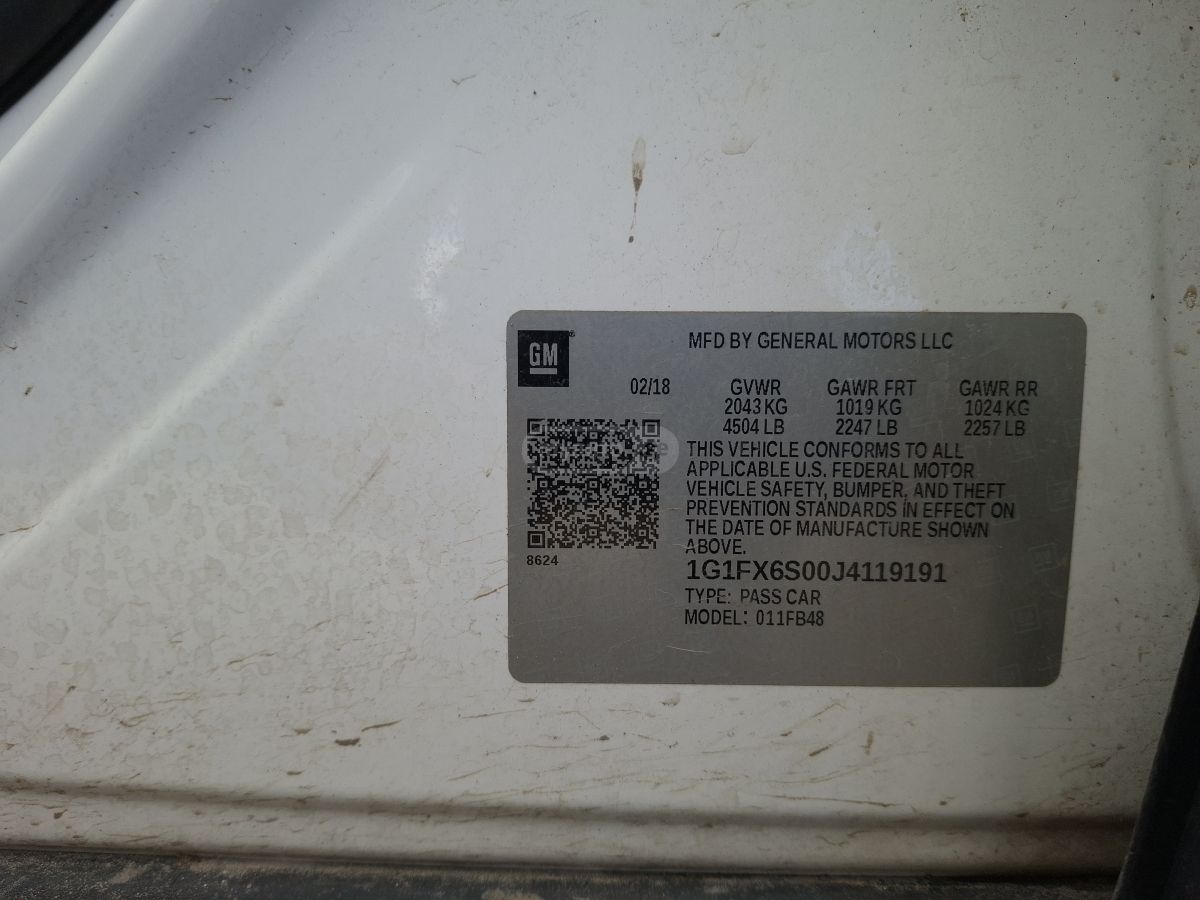 GM
MFD BY GENERAL MOTORS LLC
02/18 GVWR GAWR FRT GAWR RR
2043 KG 1019 KG 1024 KG
4504 LB 2247 LB 2257 LB
THIS VEHICLE CONFORMS TO ALL
APPLICABLE U.S. FEDERAL MOTOR
VEHICLE SAFETY, BUMPER, AND THEFT
PREVENTION STANDARDS IN EFFECT ON
THE DATE OF MANUFACTURE SHOWN
ABOVE.
8624
1G1FX6S00J4119191
TYPE: PASS CAR
MODEL: 011FB48